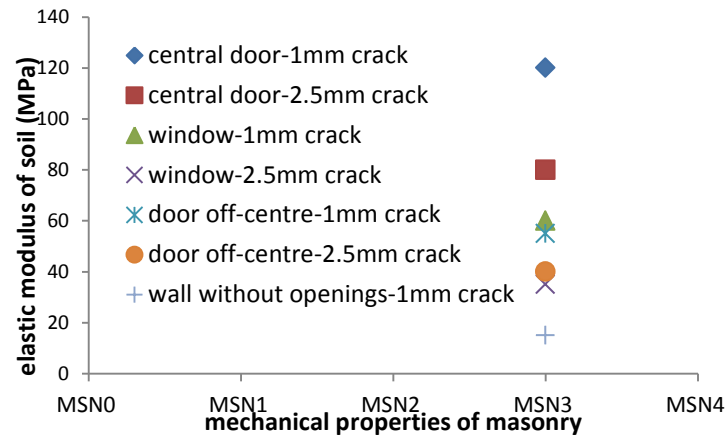 140
120
100
80
60
40
20
0
elastic modulus of soil (MPa)
central door-1mm crack
central door-2.5mm crack
window-1mm crack
window-2.5mm crack
door off-centre-1mm crack
door off-centre-2.5mm crack
wall without openings-1mm crack
MSN0 MSN1 MSN2 MSN3 MSN4
mechanical properties of masonry